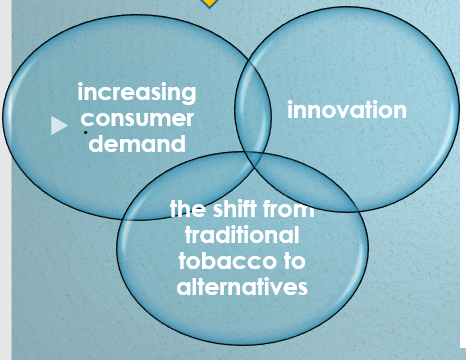 increasing
consumer
demand
innovation
the shift from
traditional
tobacco to
alternatives